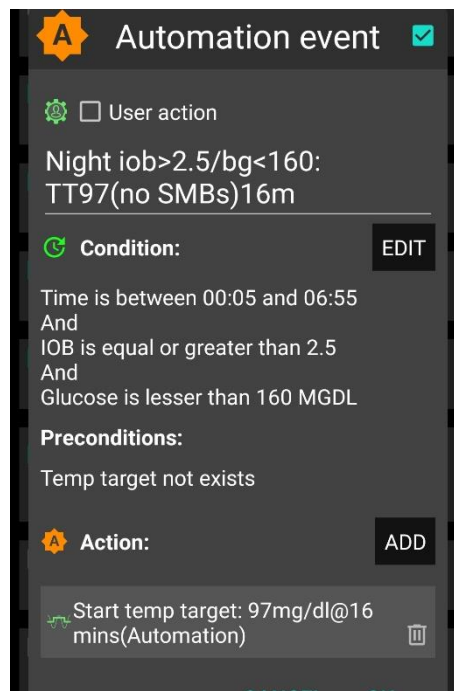 A Automation event
User action
Night iob>2.5/bg<160:
TT97(no SMBs)16m
Condition: EDIT
Time is between 00:05 and 06:55
And
IOB is equal or greater than 2.5
And
Glucose is lesser than 160 MGDL
Preconditions:
Temp target not exists
A Action: ADD
Start temp target: 97mg/dl@16
mins(Automation)